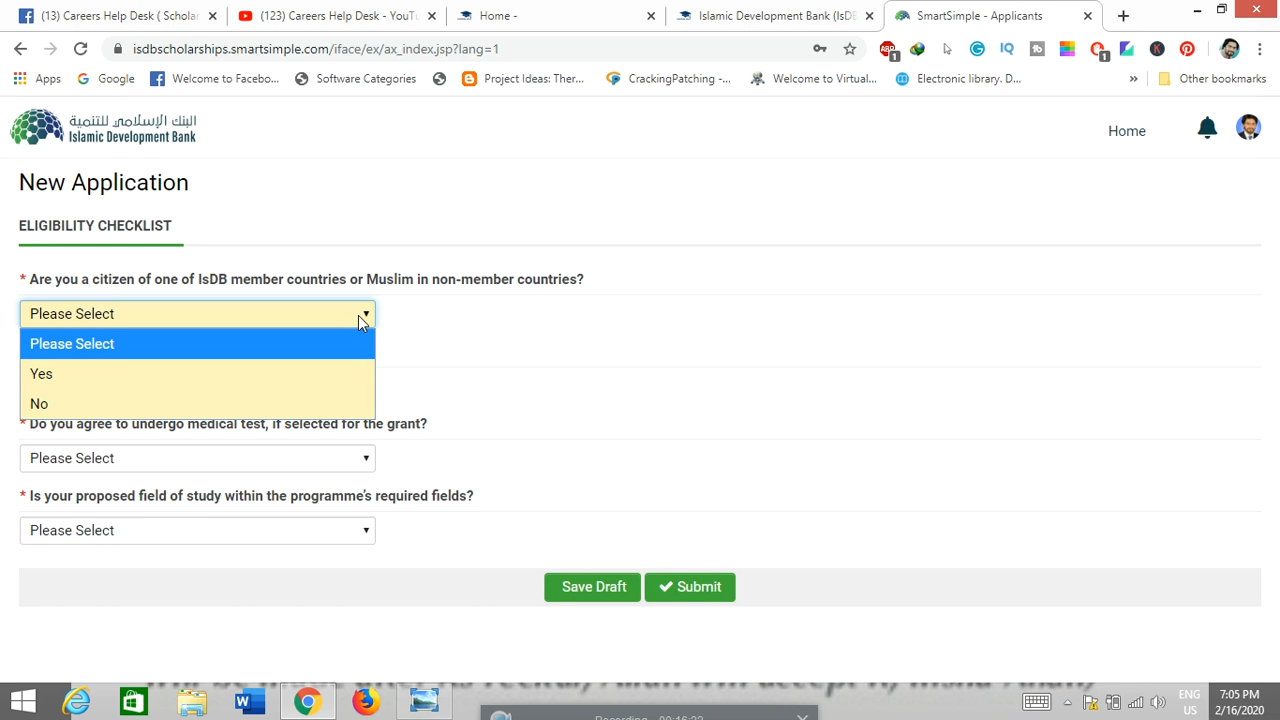 (13) Careers Help Desk ( Schola
(123) Careers Help Desk - YouTu
Home -
Islamic Development Bank (IsDB
SmartSimple - Applicants
isdbscholarships.smartsimple.com/iface/ex/ax_index.jsp?lang=1
Apps
Google
Welcome to Facebo...
Software Categories
Project Ideas: Ther...
CrackingPatching -...
Welcome to Virtual...
Electronic library. D...
»
Other bookmarks
البنك الإسلامي للتنمية
Islamic Development Bank
Home
New Application
ELIGIBILITY CHECKLIST
* Are you a citizen of one of IsDB member countries or Muslim in non-member countries?
Please Select
Please Select
Yes
No
* Do you agree to undergo medical test, if selected for the grant?
Please Select
* Is your proposed field of study within the programme's required fields?
Please Select
Save Draft
Submit
ENG
US
7:05 PM
2/16/2020